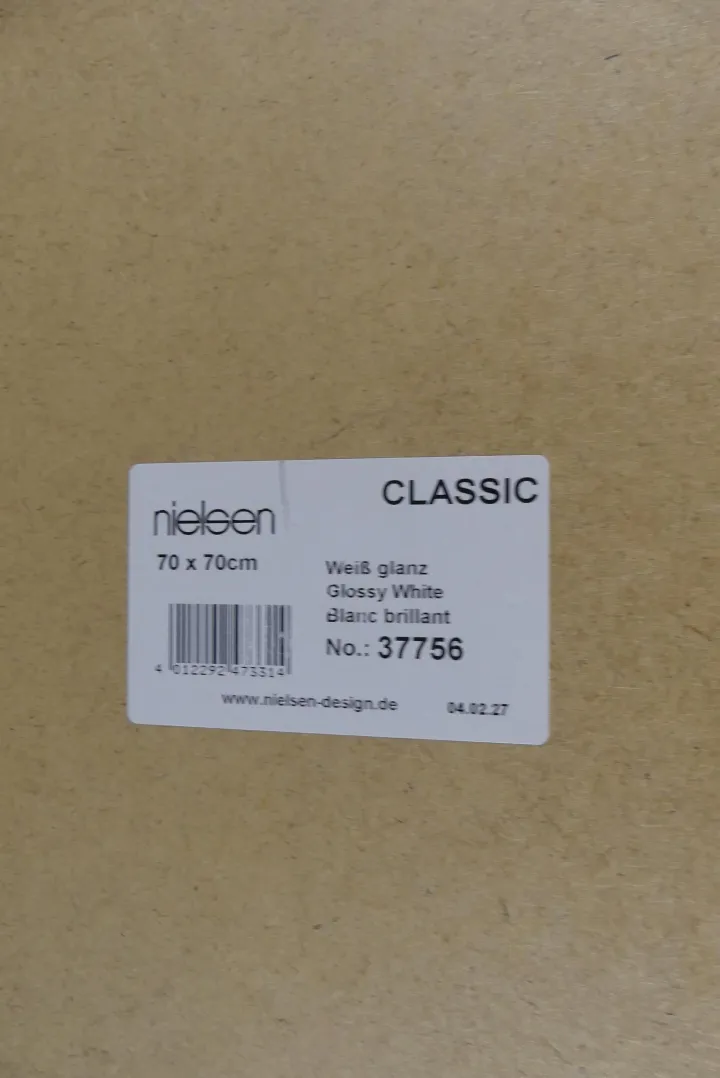 nielsen
CLASSIC
70 x 70cm
Weiß glanz
Glossy White
Blanc brillant
No.: 37756
4 012292 473314
www.nielsen-design.de
04.02.27